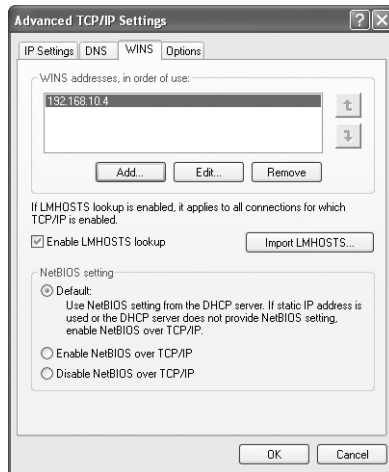 Advanced TCP/IP Settings
IP Settings DNS WINS Options
WINS addresses, in order of use:
192.168.10.4
Add... Edit... Remove
If LMHOSTS lookup is enabled, it applies to all connections for which
TCP/IP is enabled.
Enable LMHOSTS lookup Import LMHOSTS...
NetBIOS setting
Default:
Use NetBIOS setting from the DHCP server. If static IP address is
used or the DHCP server does not provide NetBIOS setting,
enable NetBIOS over TCP/IP.
Enable NetBIOS over TCP/IP
Disable NetBIOS over TCP/IP
OK Cancel